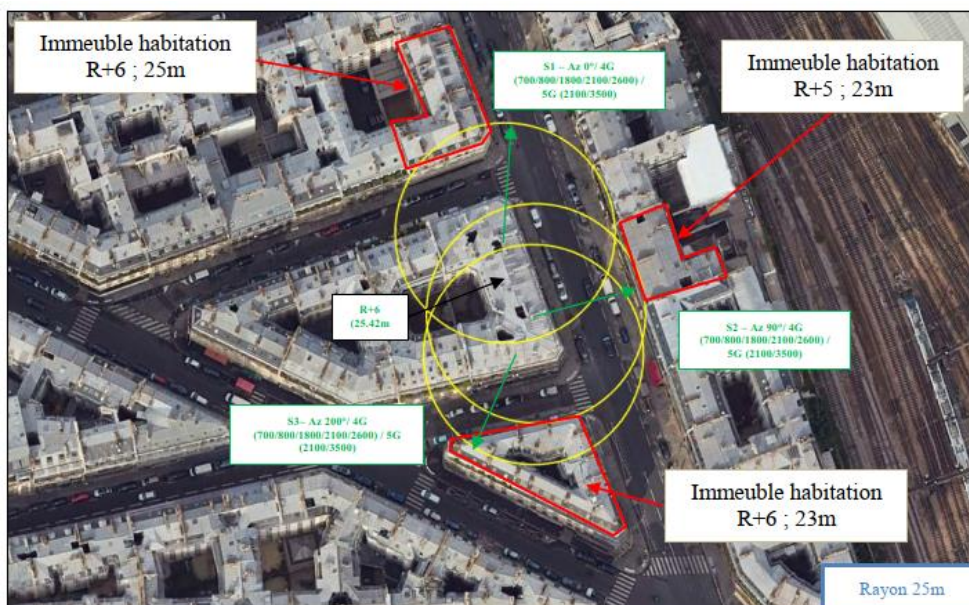 Immeuble habitation
R+6 ; 25m
S1 – Az 0°/ 4G
(700/800/1800/2100/2600) /
5G (2100/3500)
Immeuble habitation
R+5 ; 23m
R+6
(25.42m
S2 – Az 90°/ 4G
(700/800/1800/2100/2600) /
5G (2100/3500)
S3– Az 200°/ 4G
(700/800/1800/2100/2600) / 5G
(2100/3500)
Immeuble habitation
R+6 ; 23m
Rayon 25m